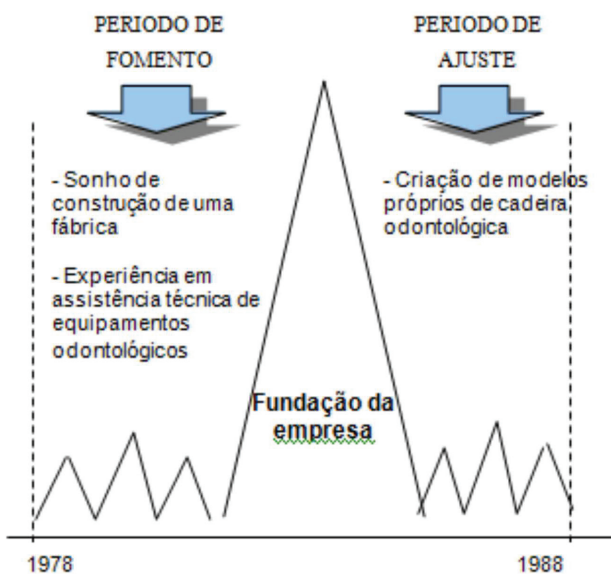 PERIODO DE
FOMENTO
- Sonho de
construção de uma
fábrica
- Experiência em
assistência técnica de
equipamentos
odontológicos
PERIODO DE
AJUSTE
- Criação de modelos
próprios de cadeira
odontológica
Fundação da
empresa
1978
1988